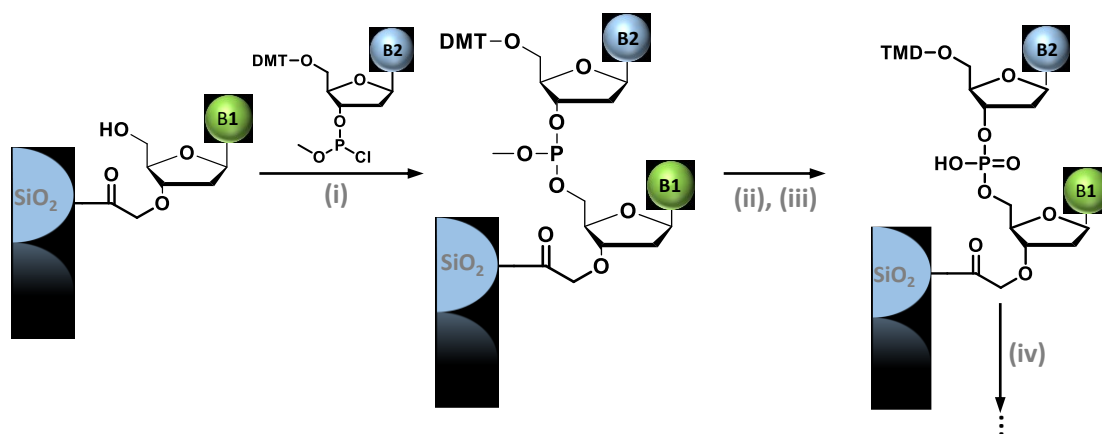 DMT–O
B2
O
O
P
O
Cl
(i)
HO
B1
O
O
O
SiO2
DMT–O
B2
O
O
–O–P
O
B1
O
O
O
SiO2
(ii), (iii)
TMD–O
B2
O
O
HO–P=O
O
B1
O
O
O
SiO2
(iv)